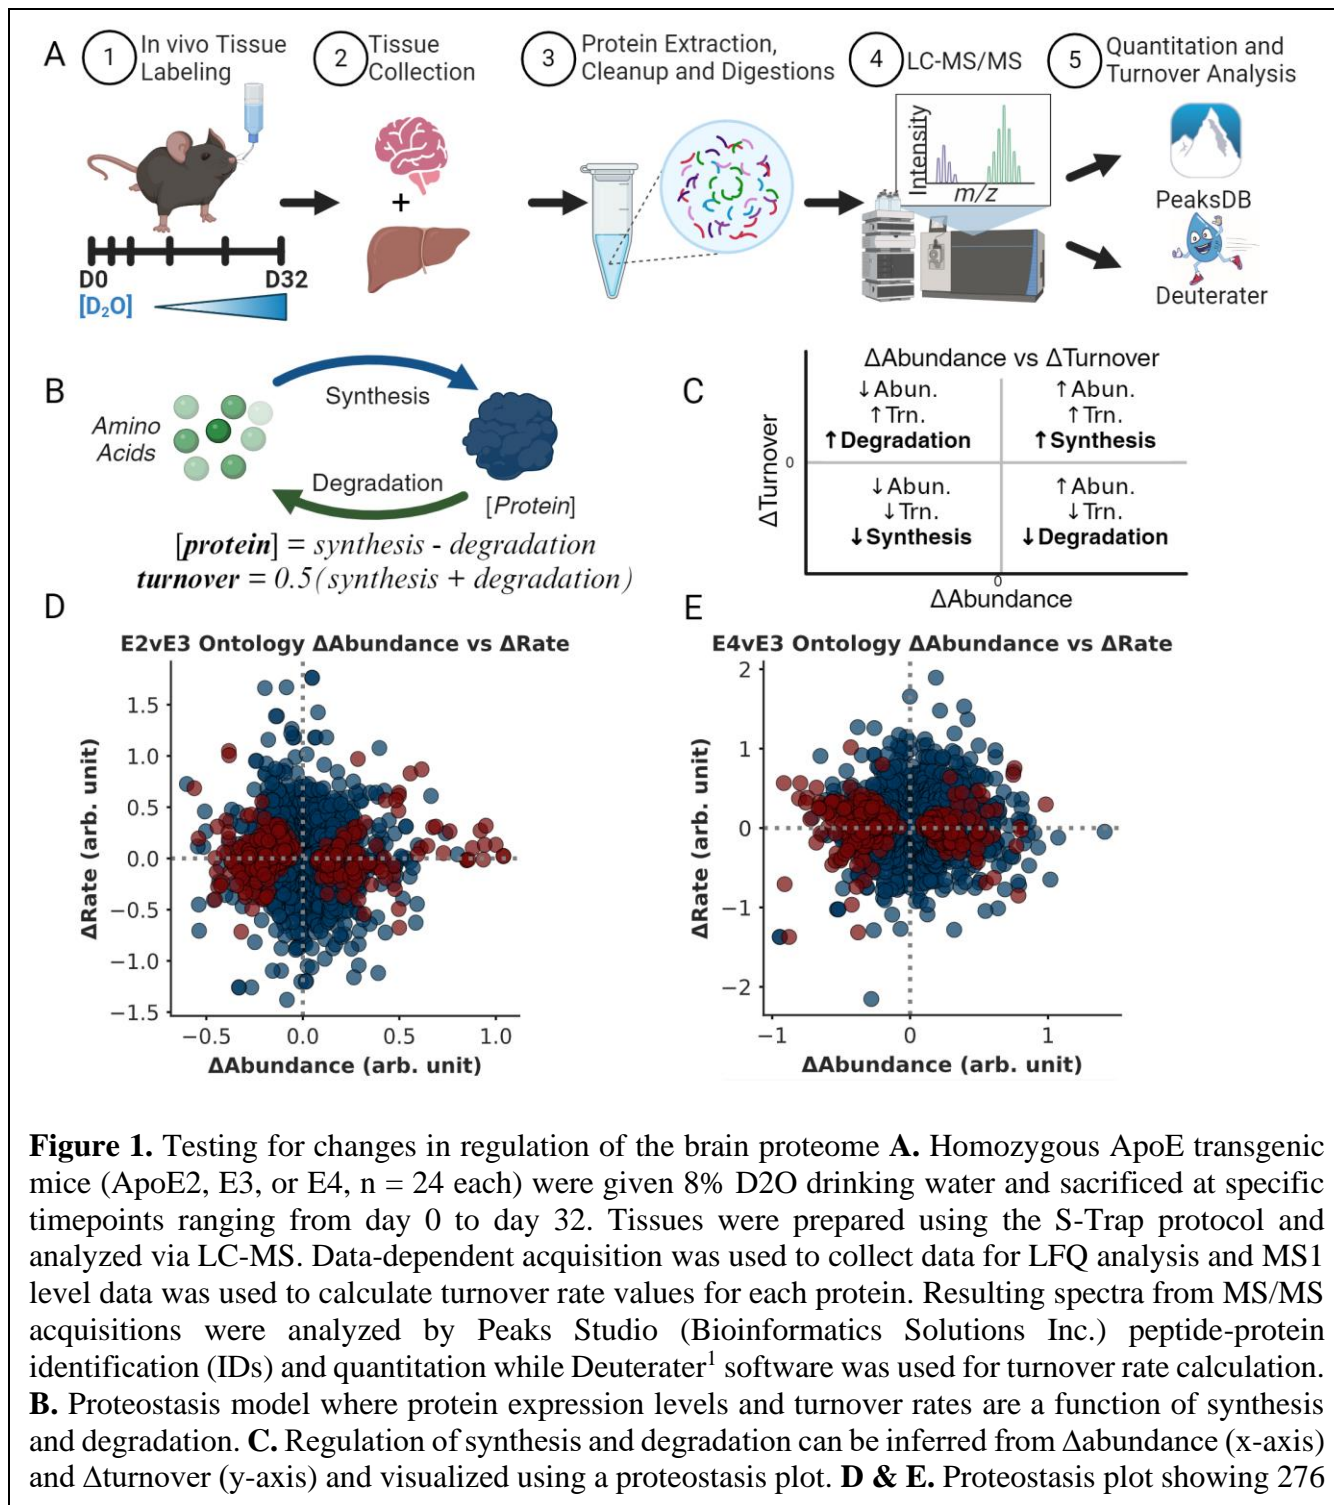 A
1 In vivo Tissue Labeling
2 Tissue Collection
3 Protein Extraction, Cleanup and Digestions
4 LC-MS/MS
5 Quantitation and Turnover Analysis
Intensity
m/z
D0 D32
[D₂O]
+
PeaksDB
Deuterater
B
Amino Acids
Synthesis
Degradation
[Protein]
[protein] = synthesis - degradation
turnover = 0.5(synthesis + degradation)
C
ΔAbundance vs ΔTurnover
↓Abun.
↑Trn.
↑Degradation
↑Abun.
↑Trn.
↑Synthesis
↓Abun.
↓Trn.
↓Synthesis
↑Abun.
↓Trn.
↓Degradation
ΔTurnover
0
0
ΔAbundance
D
E2vE3 Ontology ΔAbundance vs ΔRate
ΔRate (arb. unit)
1.5
1.0
0.5
0.0
−0.5
−1.0
−1.5
−0.5 0.0 0.5 1.0
ΔAbundance (arb. unit)
E
E4vE3 Ontology ΔAbundance vs ΔRate
ΔRate (arb. unit)
2
1
0
−1
−2
−1 0 1
ΔAbundance (arb. unit)
Figure 1. Testing for changes in regulation of the brain proteome A. Homozygous ApoE transgenic
mice (ApoE2, E3, or E4, n = 24 each) were given 8% D2O drinking water and sacrificed at specific
timepoints ranging from day 0 to day 32. Tissues were prepared using the S-Trap protocol and
analyzed via LC-MS. Data-dependent acquisition was used to collect data for LFQ analysis and MS1
level data was used to calculate turnover rate values for each protein. Resulting spectra from MS/MS
acquisitions were analyzed by Peaks Studio (Bioinformatics Solutions Inc.) peptide-protein
identification (IDs) and quantitation while Deuterater¹ software was used for turnover rate calculation.
B. Proteostasis model where protein expression levels and turnover rates are a function of synthesis
and degradation. C. Regulation of synthesis and degradation can be inferred from Δabundance (x-axis)
and Δturnover (y-axis) and visualized using a proteostasis plot. D & E. Proteostasis plot showing 276